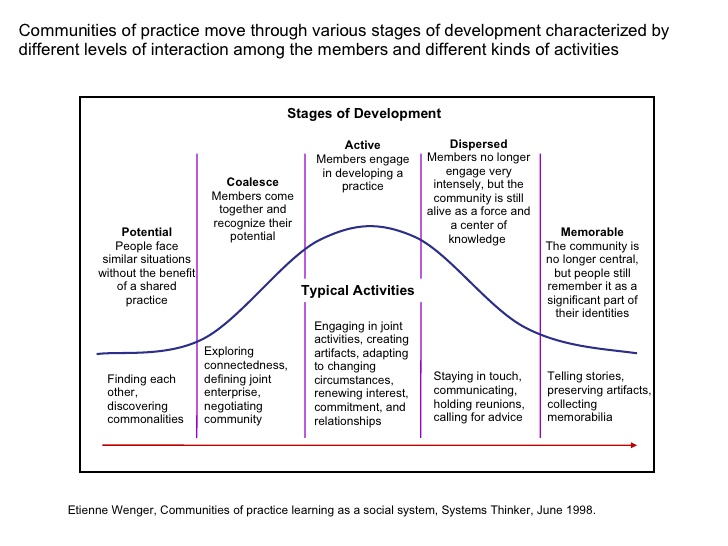 Communities of practice move through various stages of development characterized by
different levels of interaction among the members and different kinds of activities
Stages of Development
Potential
People face
similar situations
without the benefit
of a shared
practice
Coalesce
Members come
together and
recognize their
potential
Active
Members engage
in developing a
practice
Dispersed
Members no longer
engage very
intensely, but the
community is still
alive as a force and
a center of
knowledge
Memorable
The community is
no longer central,
but people still
remember it as a
significant part of
their identities
Typical Activities
Finding each
other,
discovering
commonalities
Exploring
connectedness,
defining joint
enterprise,
negotiating
community
Engaging in joint
activities, creating
artifacts, adapting
to changing
circumstances,
renewing interest,
commitment, and
relationships
Staying in touch,
communicating,
holding reunions,
calling for advice
Telling stories,
preserving artifacts,
collecting
memorabilia
Etienne Wenger, Communities of practice learning as a social system, Systems Thinker, June 1998.